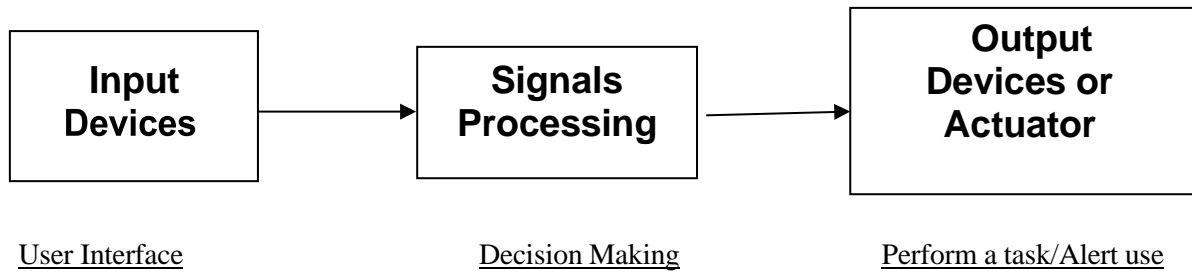 Input
Devices
Signals
Processing
Output
Devices or
Actuator
User Interface
Decision Making
Perform a task/Alert use